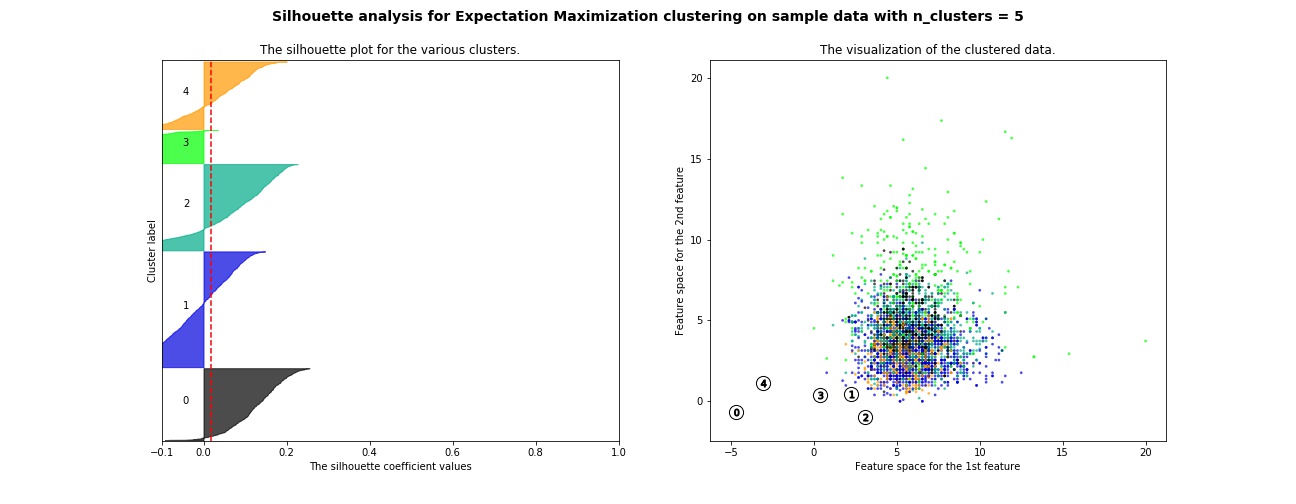 Silhouette analysis for Expectation Maximization clustering on sample data with n_clusters = 5
The silhouette plot for the various clusters.
Cluster label
4
3
2
1
0
−0.1 0.0 0.2 0.4 0.6 0.8 1.0
The silhouette coefficient values
The visualization of the clustered data.
Feature space for the 2nd feature
20
15
10
5
0
4
3
1
0
2
−5 0 5 10 15 20
Feature space for the 1st feature